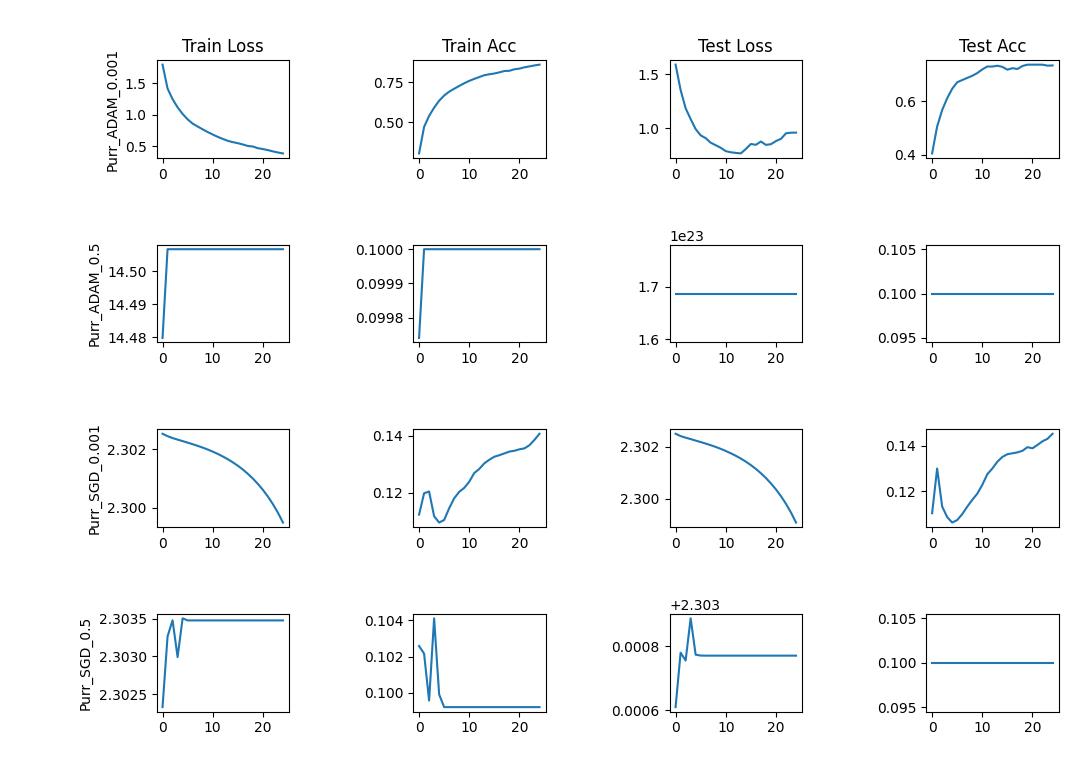 Train Loss Train Acc Test Loss Test Acc
Purr_ADAM_0.001
1.5
1.0
0.5
0 10 20
0.75
0.50
0 10 20
1.5
1.0
0 10 20
0.6
0.4
0 10 20
Purr_ADAM_0.5
14.50
14.49
14.48
0 10 20
0.1000
0.0999
0.0998
0 10 20
1e23
1.7
1.6
0 10 20
0.105
0.100
0.095
0 10 20
Purr_SGD_0.001
2.302
2.300
0 10 20
0.14
0.12
0 10 20
2.302
2.300
0 10 20
0.14
0.12
0 10 20
Purr_SGD_0.5
2.3035
2.3030
2.3025
0 10 20
0.104
0.102
0.100
0 10 20
+2.303
0.0008
0.0006
0 10 20
0.105
0.100
0.095
0 10 20